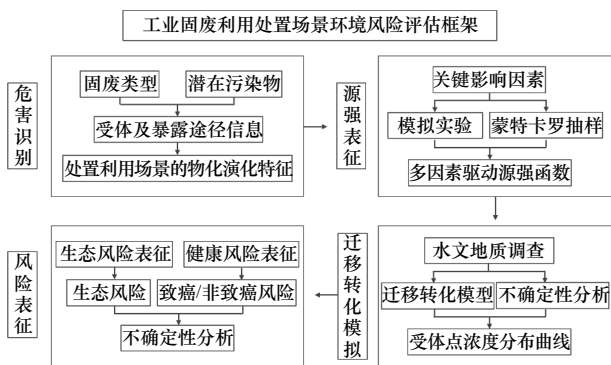 工业固废利用处置场景环境风险评估框架
危害识别
固废类型
潜在污染物
受体及暴露途径信息
处置利用场景的物化演化特征
源强表征
关键影响因素
模拟实验
蒙特卡罗抽样
多因素驱动源强函数
迁移转化模拟
水文地质调查
迁移转化模型
不确定性分析
受体点浓度分布曲线
风险表征
生态风险表征
健康风险表征
生态风险
致癌/非致癌风险
不确定性分析